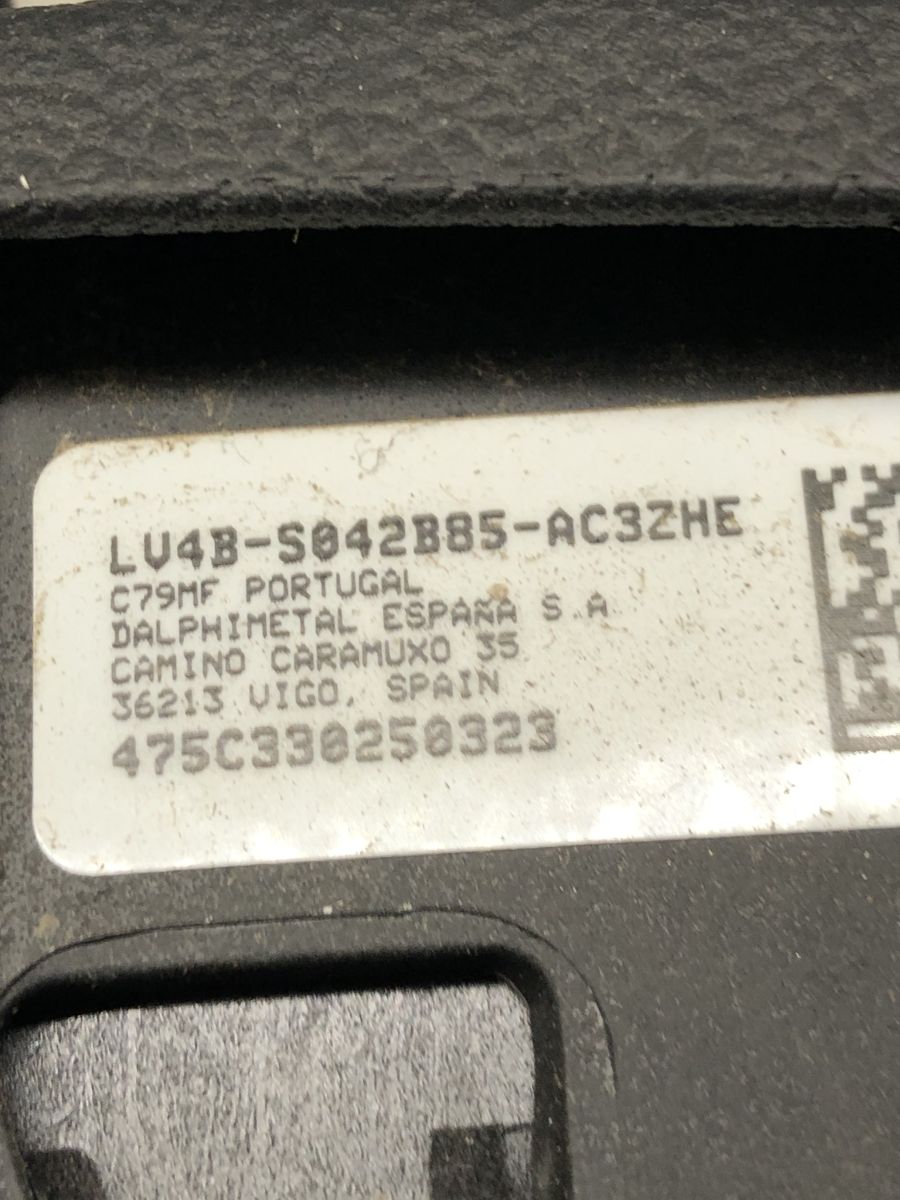 LV4B-S042B85-AC3ZHE
C79MF PORTUGAL
DALPHIMETAL ESPAÑA S.A
CAMINO CARAMUXO 35
36213 VIGO, SPAIN
475C330250323